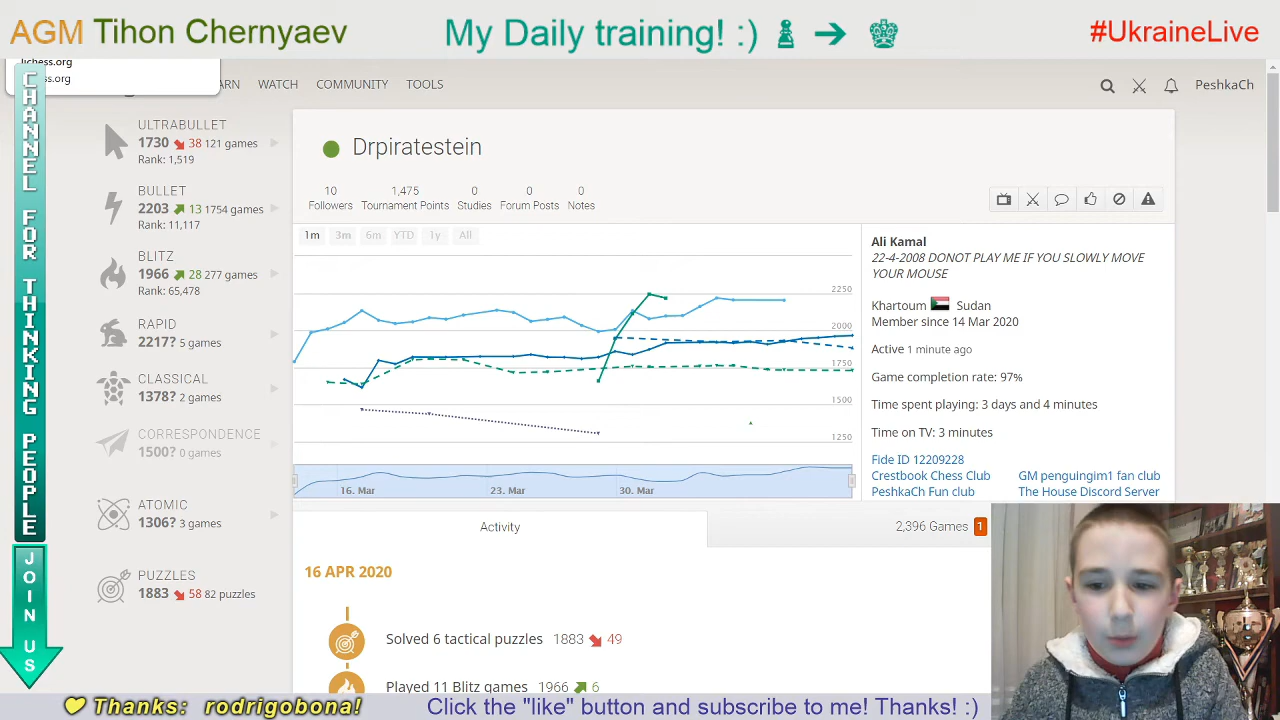 AGM Tihon Chernyaev
My Daily training! :)
#UkraineLive
lichess.org
ss.org
ARN WATCH COMMUNITY TOOLS
PeshkaCh
CHANNEL FOR THINKING PEOPLE
JOIN US
ULTRABULLET
1730 38 121 games
Rank: 1,519
BULLET
2203 13 1754 games
Rank: 11,117
BLITZ
1966 28 277 games
Rank: 65,478
RAPID
2217? 5 games
CLASSICAL
1378? 2 games
CORRESPONDENCE
1500? 0 games
ATOMIC
1306? 3 games
PUZZLES
1883 58 82 puzzles
Drpiratestein
10 1,475 0 0 0
Followers Tournament Points Studies Forum Posts Notes
1m 3m 6m YTD 1y All
2250
2000
1750
1500
1250
16. Mar 23. Mar 30. Mar
Ali Kamal
22-4-2008 DONOT PLAY ME IF YOU SLOWLY MOVE
YOUR MOUSE
Khartoum Sudan
Member since 14 Mar 2020
Active 1 minute ago
Game completion rate: 97%
Time spent playing: 3 days and 4 minutes
Time on TV: 3 minutes
Fide ID 12209228
Crestbook Chess Club GM penguingim1 fan club
PeshkaCh Fun club The House Discord Server
Activity 2,396 Games 1
16 APR 2020
Solved 6 tactical puzzles 1883 49
Played 11 Blitz games 1966 6
Thanks: rodrigobona!
Click the "like" button and subscribe to me! Thanks! :)